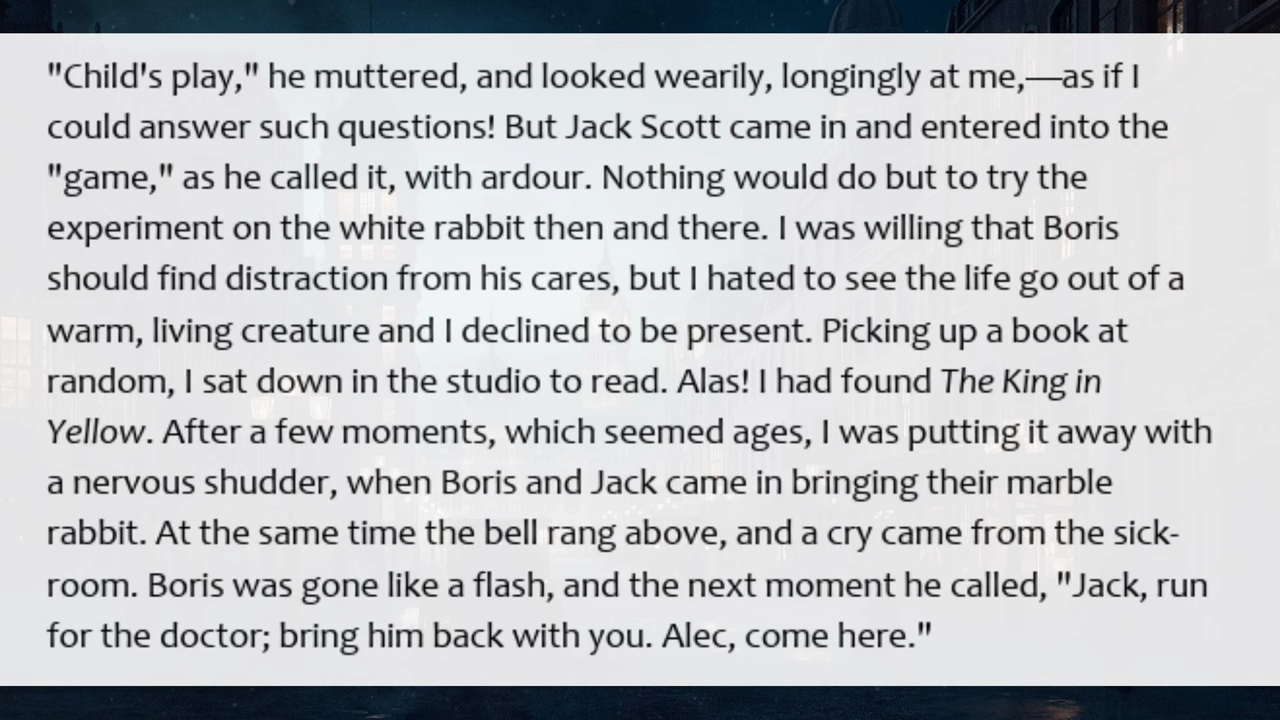 "Child's play," he muttered, and looked wearily, longingly at me,—as if I
could answer such questions! But Jack Scott came in and entered into the
"game," as he called it, with ardour. Nothing would do but to try the
experiment on the white rabbit then and there. I was willing that Boris
should find distraction from his cares, but I hated to see the life go out of a
warm, living creature and I declined to be present. Picking up a book at
random, I sat down in the studio to read. Alas! I had found The King in
Yellow. After a few moments, which seemed ages, I was putting it away with
a nervous shudder, when Boris and Jack came in bringing their marble
rabbit. At the same time the bell rang above, and a cry came from the sick-
room. Boris was gone like a flash, and the next moment he called, "Jack, run
for the doctor; bring him back with you. Alec, come here."